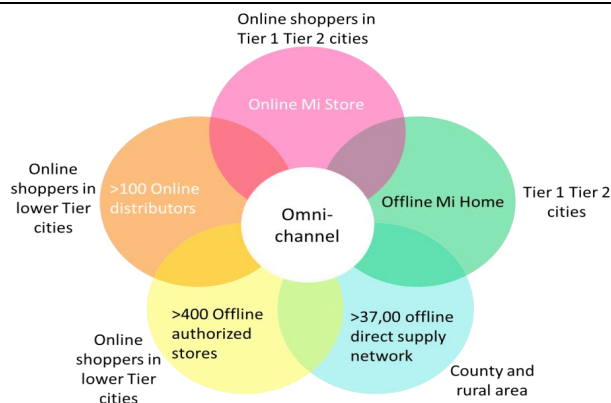 Online shoppers in
Tier 1 Tier 2 cities
Online Mi Store
Online
shoppers in
lower Tier
cities
>100 Online
distributors
Omni-
channel
Offline Mi Home
Tier 1 Tier 2
cities
>400 Offline
authorized
stores
>37,00 offline
direct supply
network
Online
shoppers in
lower Tier
cities
County and
rural area